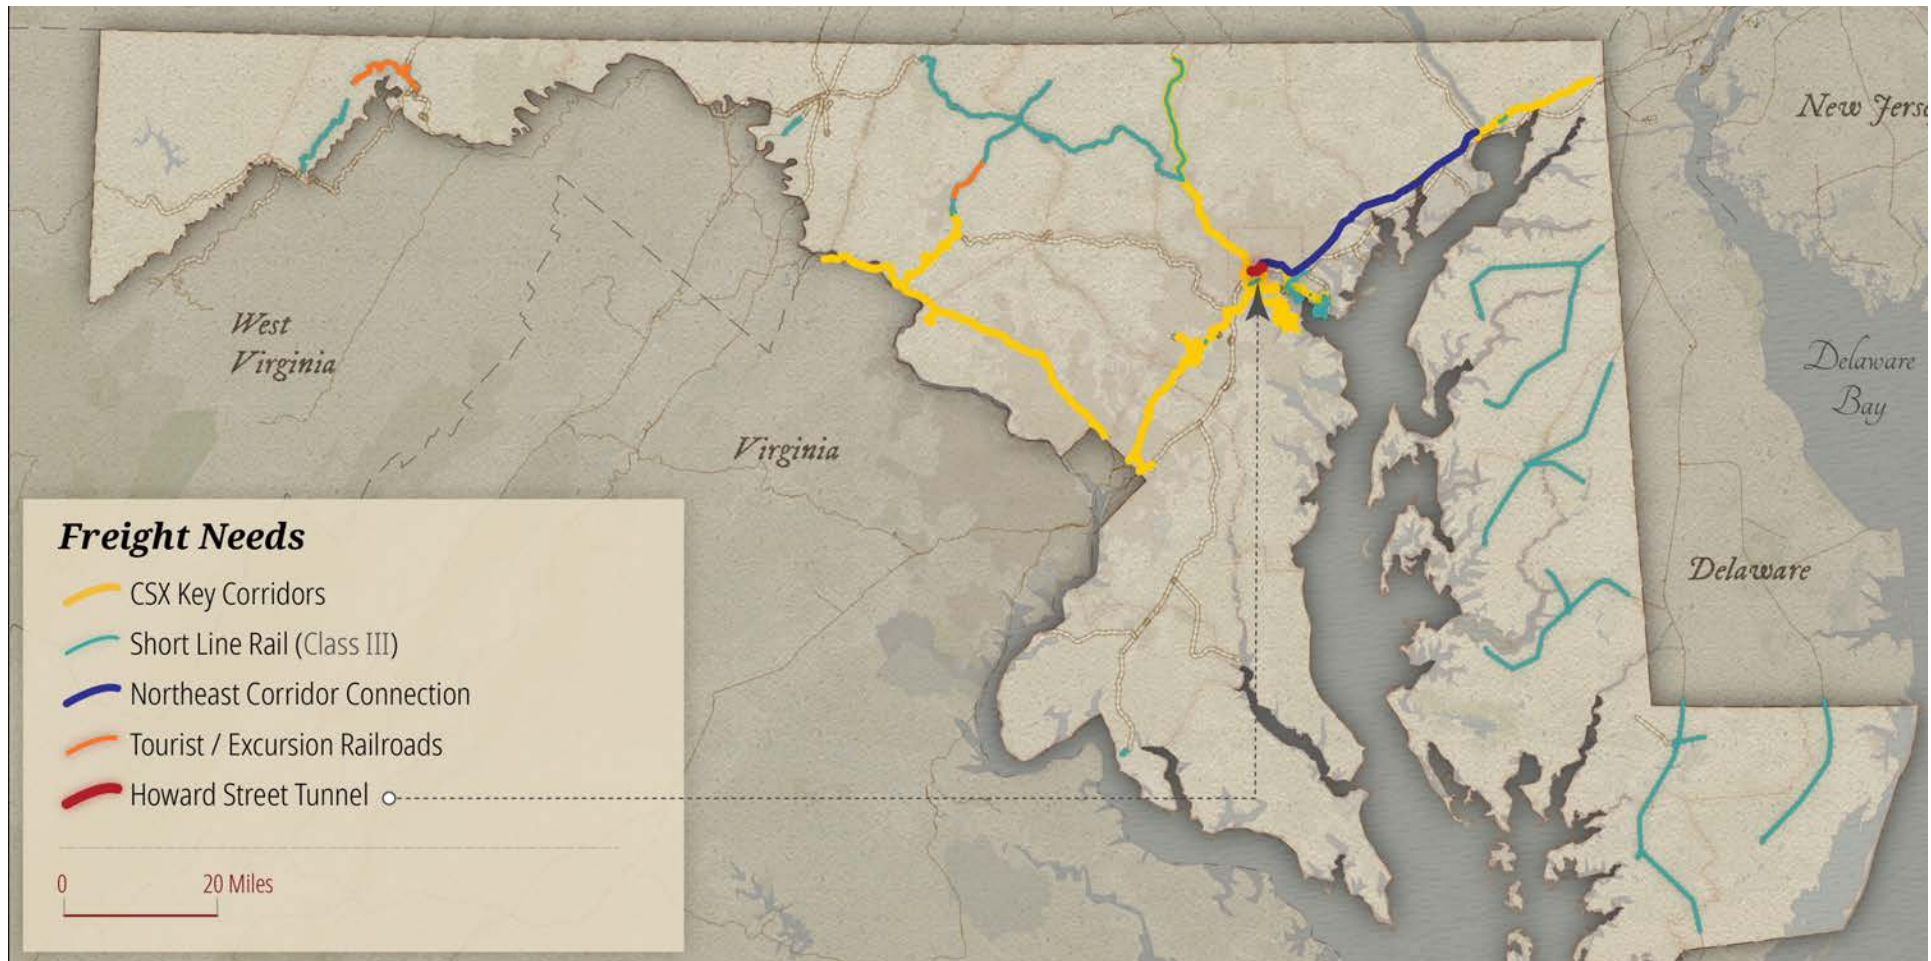 New Jers
West
Virginia
Virginia
Delaware
Bay
Delaware
Freight Needs
CSX Key Corridors
Short Line Rail (Class III)
Northeast Corridor Connection
Tourist / Excursion Railroads
Howard Street Tunnel
0 20 Miles